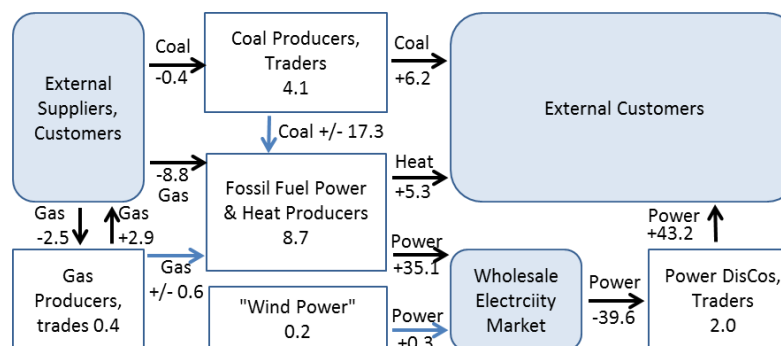 Coal
-0.4
Coal Producers,
Traders
4.1
Coal
+6.2
External
Suppliers,
Customers
External Customers
Coal +/- 17.3
-8.8
Gas
Fossil Fuel Power
& Heat Producers
8.7
Heat
+5.3
Gas
-2.5
Gas
+2.9
Power
+43.2
Gas
Producers,
trades 0.4
Gas
+/- 0.6
Power
+35.1
Wholesale
Electrciity
Market
Power
-39.6
Power DisCos,
Traders
2.0
"Wind Power"
0.2
Power
+0.3